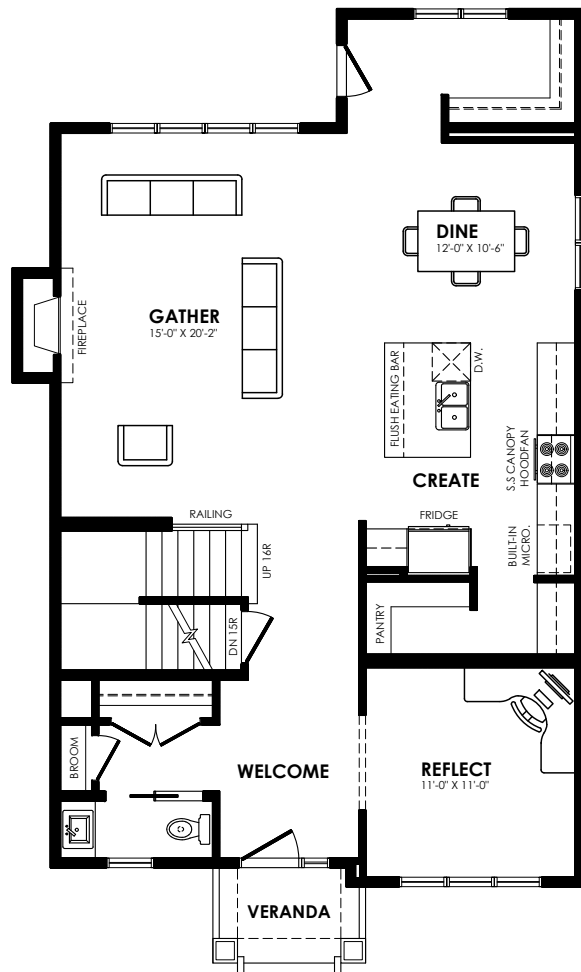 DINE
12'-0" X 10'-6"
GATHER
15'-0" X 20'-2"
FIREPLACE
FLUSH EATING BAR
D.W.
S.S CANOPY
HOODFAN
CREATE
RAILING
FRIDGE
UP 16R
BUILT-IN
MICRO.
DN 15R
PANTRY
BROOM
WELCOME
REFLECT
11'-0" X 11'-0"
VERANDA